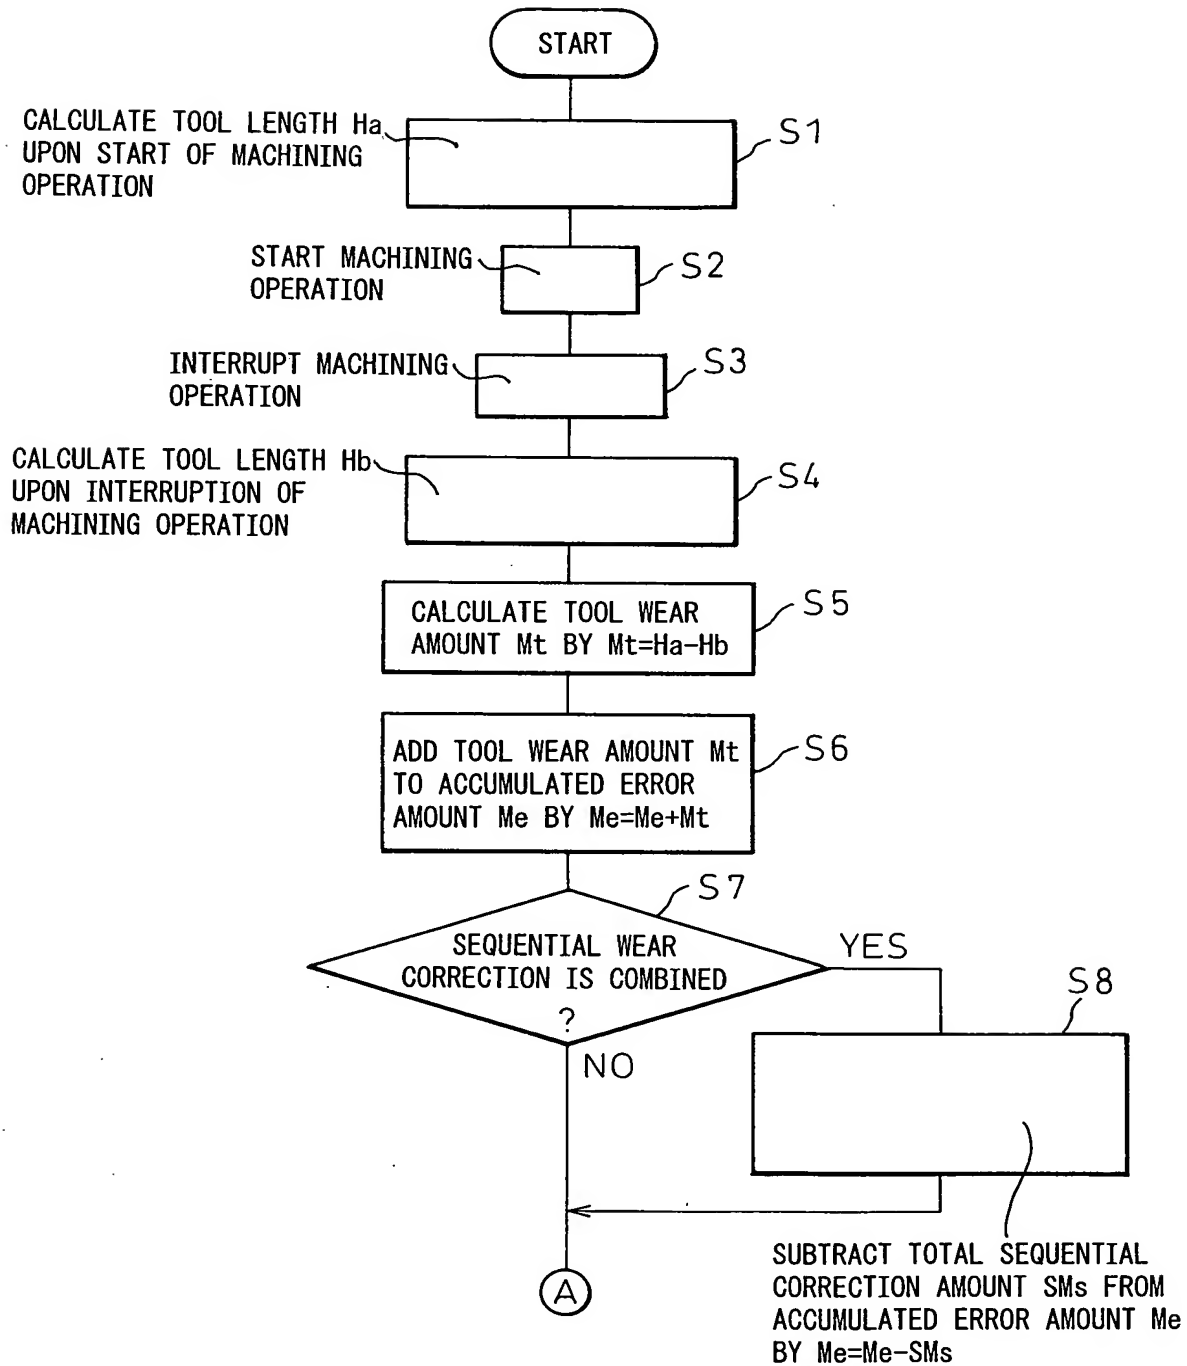 START
CALCULATE TOOL LENGTH Ha
UPON START OF MACHINING
OPERATION
S1
START MACHINING
OPERATION
S2
INTERRUPT MACHINING
OPERATION
S3
CALCULATE TOOL LENGTH Hb
UPON INTERRUPTION OF
MACHINING OPERATION
S4
CALCULATE TOOL WEAR
AMOUNT Mt BY Mt=Ha-Hb
S5
ADD TOOL WEAR AMOUNT Mt
TO ACCUMULATED ERROR
AMOUNT Me BY Me=Me+Mt
S6
S7
SEQUENTIAL WEAR
CORRECTION IS COMBINED
?
YES
NO
S8
SUBTRACT TOTAL SEQUENTIAL
CORRECTION AMOUNT SMs FROM
ACCUMULATED ERROR AMOUNT Me
BY Me=Me-SMs
A